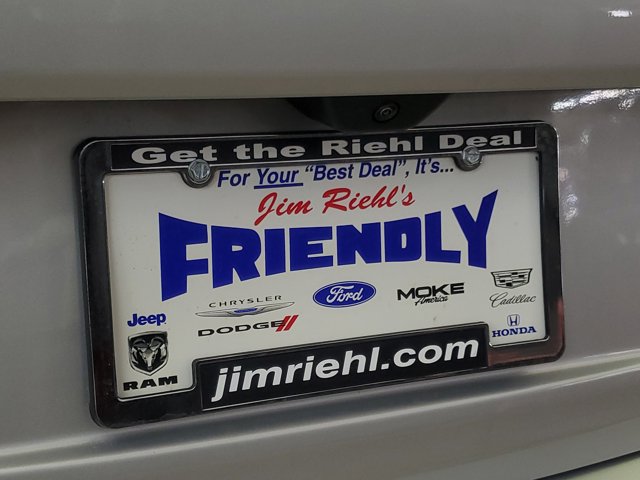 Get the Riehl Deal
For Your "Best Deal", It's...
Jim Riehl's
FRIENDLY
Jeep
RAM
CHRYSLER
DODGE
Ford
MOKE
America
Cadillac
HONDA
jimriehl.com